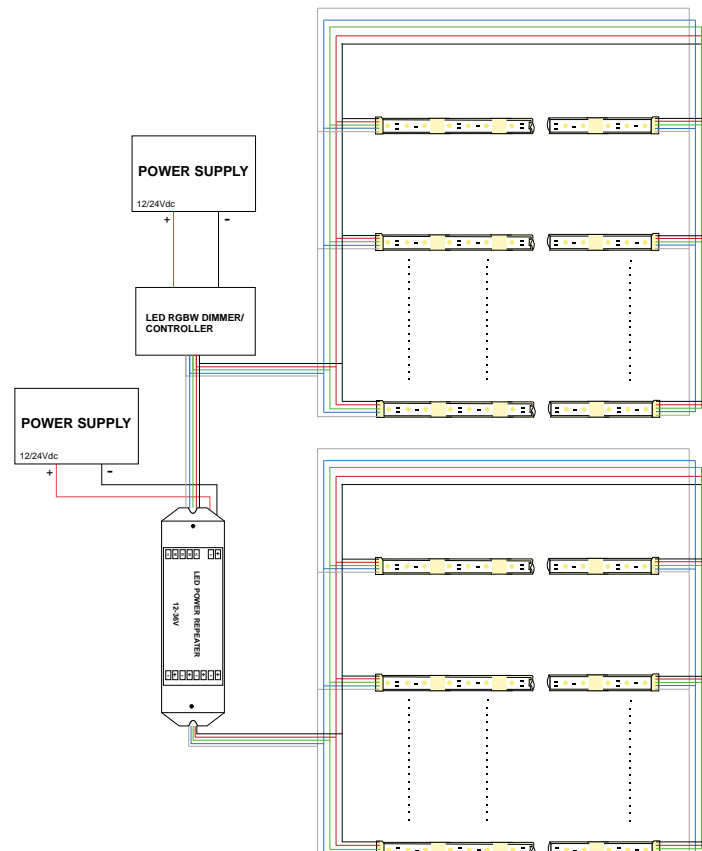 POWER SUPPLY
12/24Vdc
+ -
LED RGBW DIMMER/
CONTROLLER
POWER SUPPLY
12/24Vdc
+ -
LED POWER REPEATER
12-36V